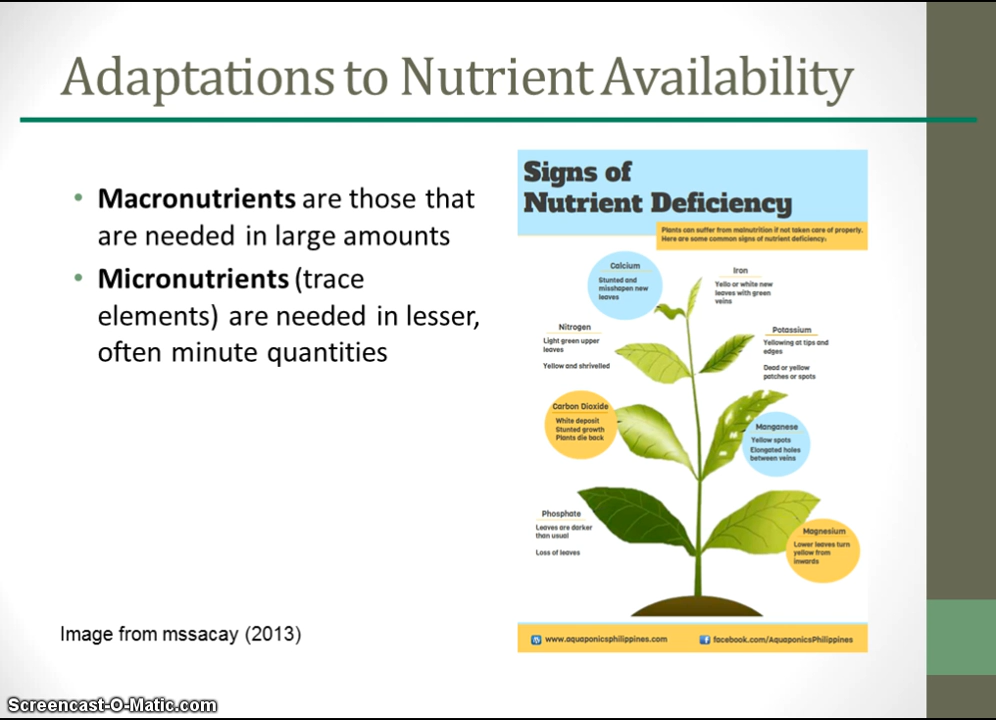 Adaptations to Nutrient Availability
• Macronutrients are those that
are needed in large amounts
• Micronutrients (trace
elements) are needed in lesser,
often minute quantities
Image from mssacay (2013)
Signs of
Nutrient Deficiency
Plants can suffer from malnutrition if not taken care of properly.
Here are some common signs of nutrient deficiency:
Calcium
Stunted and
misshapen new
leaves
Iron
Yello or white new
leaves with green
veins
Nitrogen
Light green upper
leaves
Yellow and shrivelled
Potassium
Yellowing at tips and
edges
Dead or yellow
patches or spots
Carbon Dioxide
White deposit
Stunted growth
Plants die back
Manganese
Yellow spots
Elongated holes
between veins
Phosphate
Leaves are darker
than usual
Loss of leaves
Magnesium
Lower leaves turn
yellow from
inwards
www.aquaponicsphilippines.com
facebook.com/AquaponicsPhilippines
Screencast-O-Matic.com